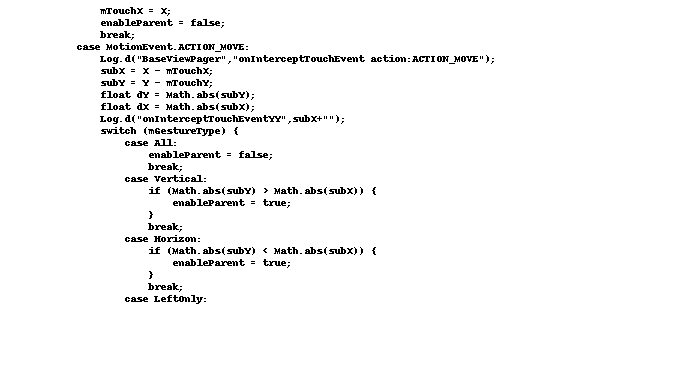 mTouchX = X;
enableParent = false;
break;
case MotionEvent.ACTION_MOVE:
Log.d("BaseViewPager","onInterceptTouchEvent action:ACTION_MOVE");
subX = X - mTouchX;
subY = Y - mTouchY;
float dY = Math.abs(subY);
float dX = Math.abs(subX);
Log.d("onInterceptTouchEventYY",subX+"");
switch (mGestureType) {
case All:
enableParent = false;
break;
case Vertical:
if (Math.abs(subY) > Math.abs(subX)) {
enableParent = true;
}
break;
case Horizon:
if (Math.abs(subY) < Math.abs(subX)) {
enableParent = true;
}
break;
case LeftOnly: